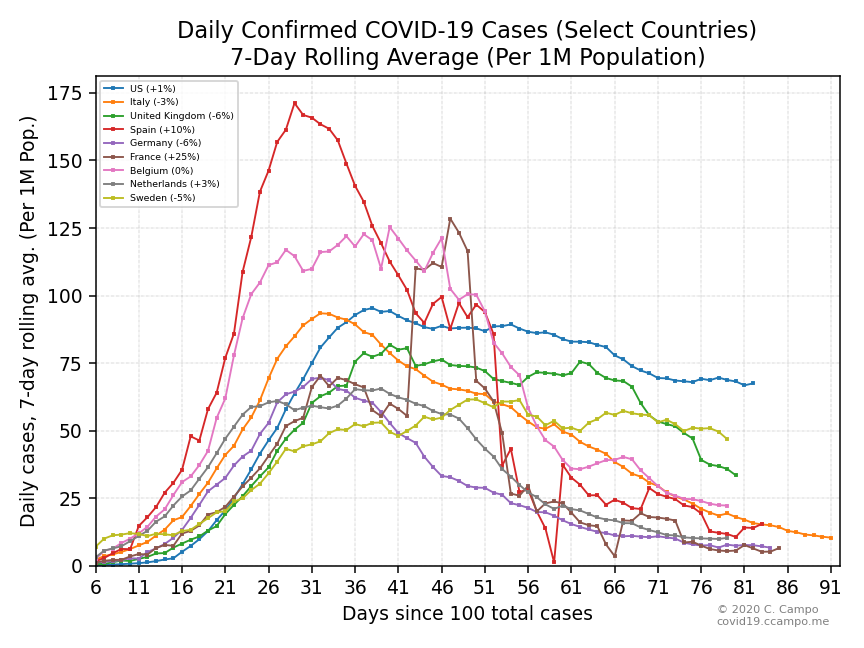 Daily Confirmed COVID-19 Cases (Select Countries)
7-Day Rolling Average (Per 1M Population)
US (+1%)
Italy (-3%)
United Kingdom (-6%)
Spain (+10%)
Germany (-6%)
France (+25%)
Belgium (0%)
Netherlands (+3%)
Sweden (-5%)
Daily cases, 7-day rolling avg. (Per 1M Pop.)
175
150
125
100
75
50
25
0
6 11 16 21 26 31 36 41 46 51 56 61 66 71 76 81 86 91
Days since 100 total cases
© 2020 C. Campo
covid19.ccampo.me